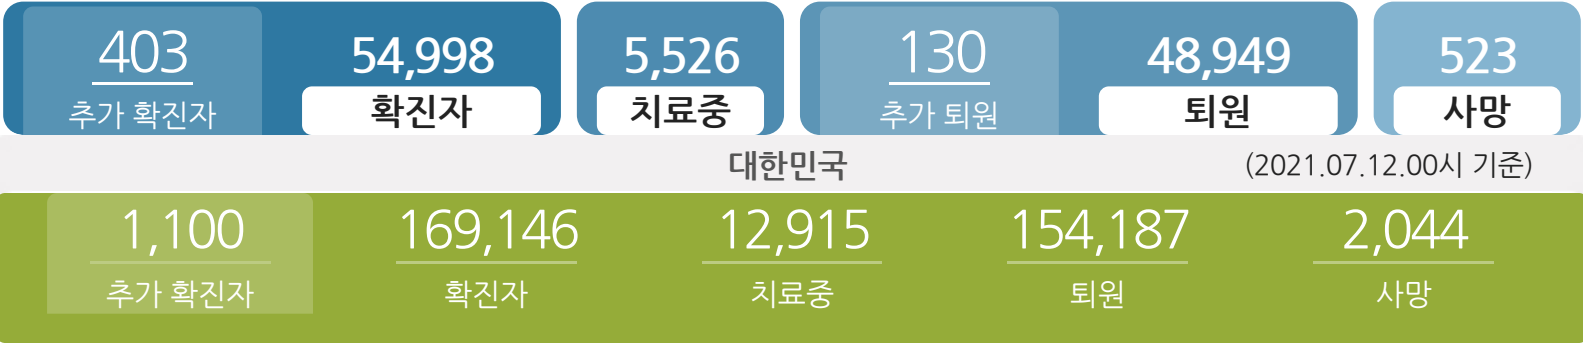 403 54,998 5,526 130 48,949 523
추가 확진자 확진자 치료중 추가 퇴원 퇴원 사망
대한민국 (2021.07.12.00시 기준)
1,100 169,146 12,915 154,187 2,044
추가 확진자 확진자 치료중 퇴원 사망